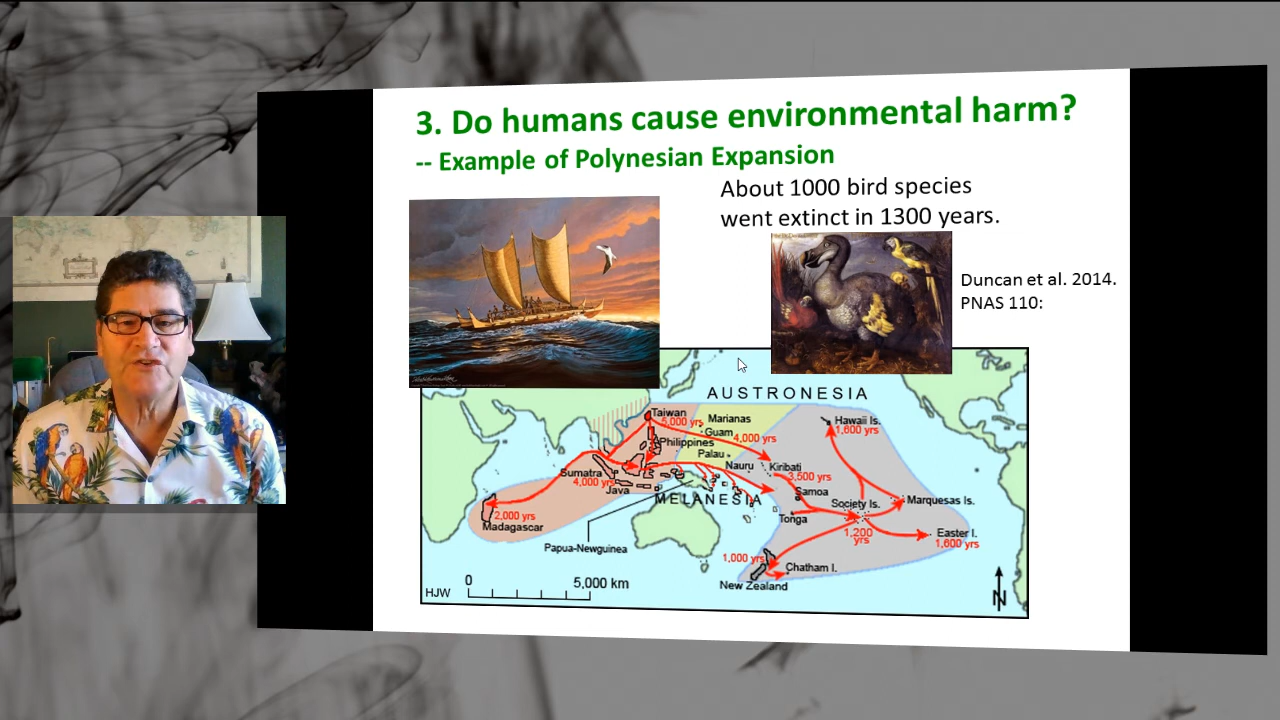 3. Do humans cause environmental harm?
-- Example of Polynesian Expansion
About 1000 bird species
went extinct in 1300 years.
Duncan et al. 2014.
PNAS 110:
AUSTRONESIA
Taiwan
5,000 yrs
Marianas
Guam
4,000 yrs
Philippines
Palau
Hawaii Is.
1,600 yrs
Sumatra
4,000 yrs
Java
Nauru
Kiribati
3,500 yrs
MELANESIA
Samoa
Society Is.
Marquesas Is.
2,000 yrs
Madagascar
Tonga
1,200
yrs
Easter I.
1,600 yrs
Papua-Newguinea
1,000 yrs
Chatham I.
New Zealand
0
5,000 km
HJW
N